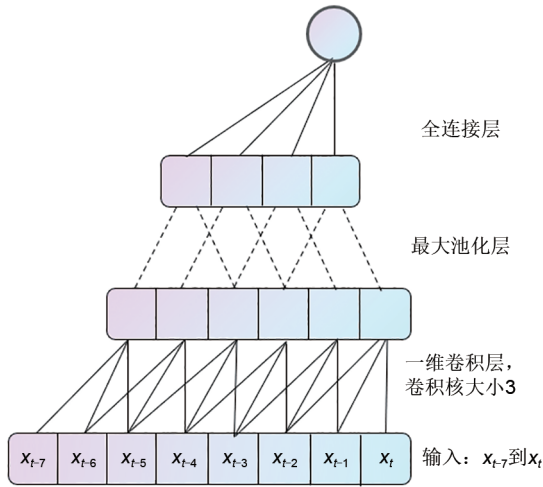 全连接层
最大池化层
一维卷积层，
卷积核大小3
xt–7 xt–6 xt–5 xt–4 xt–3 xt–2 xt–1 xt
输入：xt–7到xt